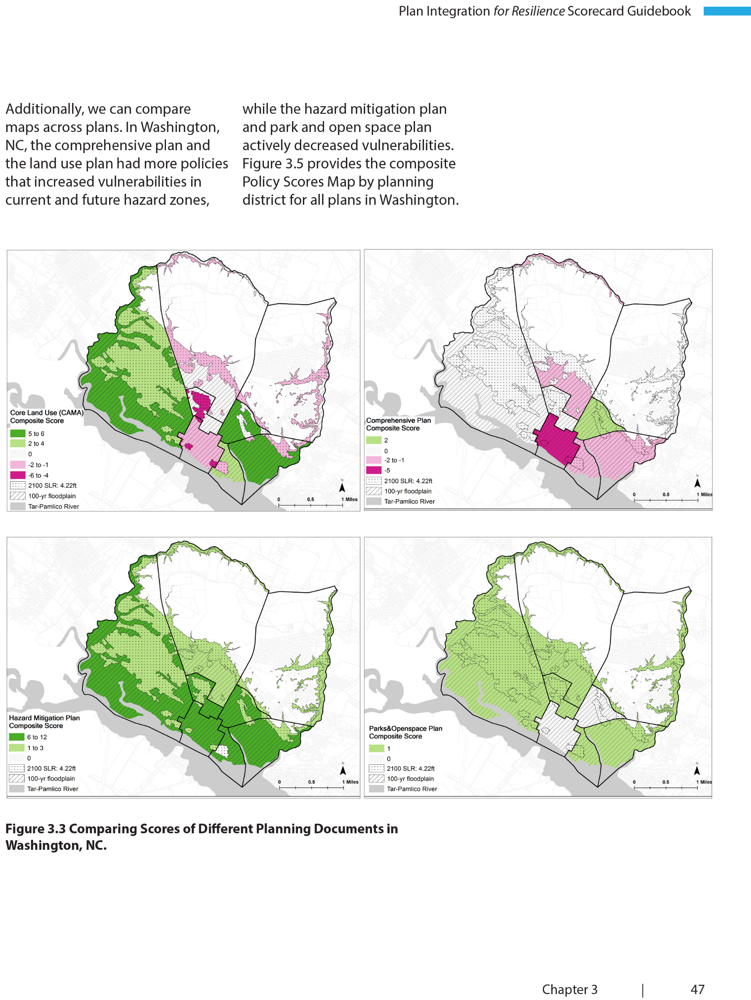 Plan Integration for Resilience Scorecard Guidebook
Additionally, we can compare
maps across plans. In Washington,
NC, the comprehensive plan and
the land use plan had more policies
that increased vulnerabilities in
current and future hazard zones,
while the hazard mitigation plan
and park and open space plan
actively decreased vulnerabilities.
Figure 3.5 provides the composite
Policy Scores Map by planning
district for all plans in Washington.
Core Land Use (CAMA)
Composite Score
5 to 6
2 to 4
0
-2 to -1
-6 to -4
2100 SLR: 4.22ft
100-yr floodplain
Tar-Pamlico River
N
0 0.5 1 Miles
Comprehensive Plan
Composite Score
2
0
-2 to -1
-5
2100 SLR: 4.22ft
100-yr floodplain
Tar-Pamlico River
N
0 0.5 1 Miles
Hazard Mitigation Plan
Composite Score
6 to 12
1 to 3
0
2100 SLR: 4.22ft
100-yr floodplain
Tar-Pamlico River
N
0 0.5 1 Miles
Parks&Openspace Plan
Composite Score
1
0
2100 SLR: 4.22ft
100-yr floodplain
Tar-Pamlico River
N
0 0.5 1 Miles
Figure 3.3 Comparing Scores of Different Planning Documents in
Washington, NC.
Chapter 3 | 47